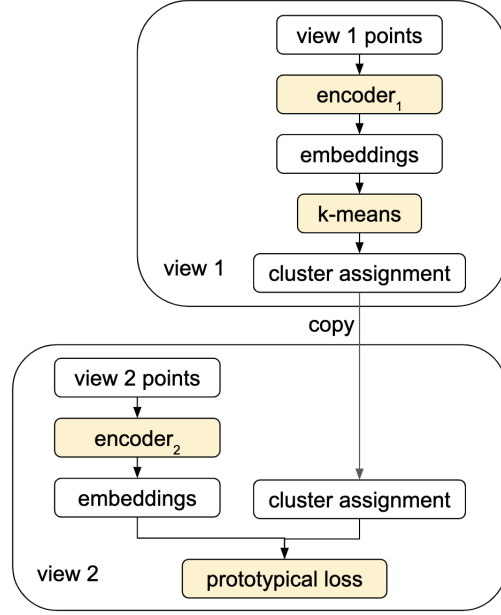 view 1 points
encoder₁
embeddings
k-means
view 1
cluster assignment
copy
view 2 points
encoder₂
embeddings
cluster assignment
view 2
prototypical loss